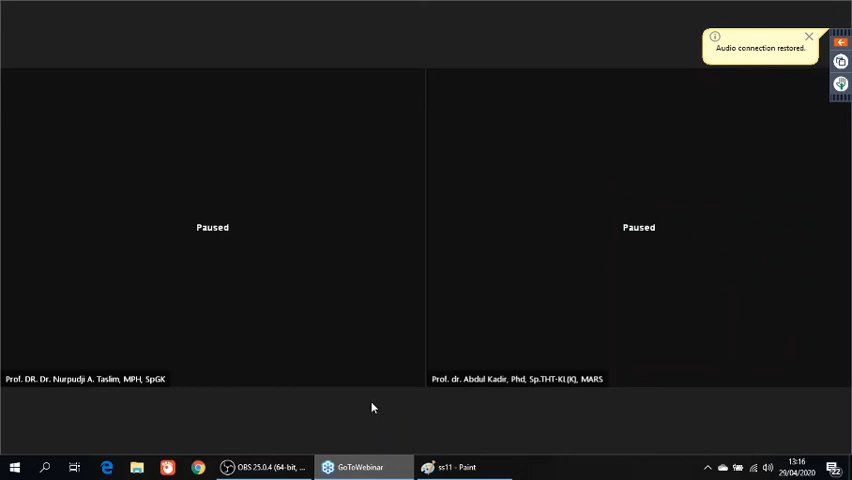 Audio connection restored.
Paused
Paused
Prof. DR. Dr. Nurpudji A. Taslim, MPH, SpGK
Prof. dr. Abdul Kadir, Phd, Sp.THT-KL(K), MARS
OBS 25.0.4 (64-bit, ...
GoToWebinar
ss11 - Paint
13:16
29/04/2020
22